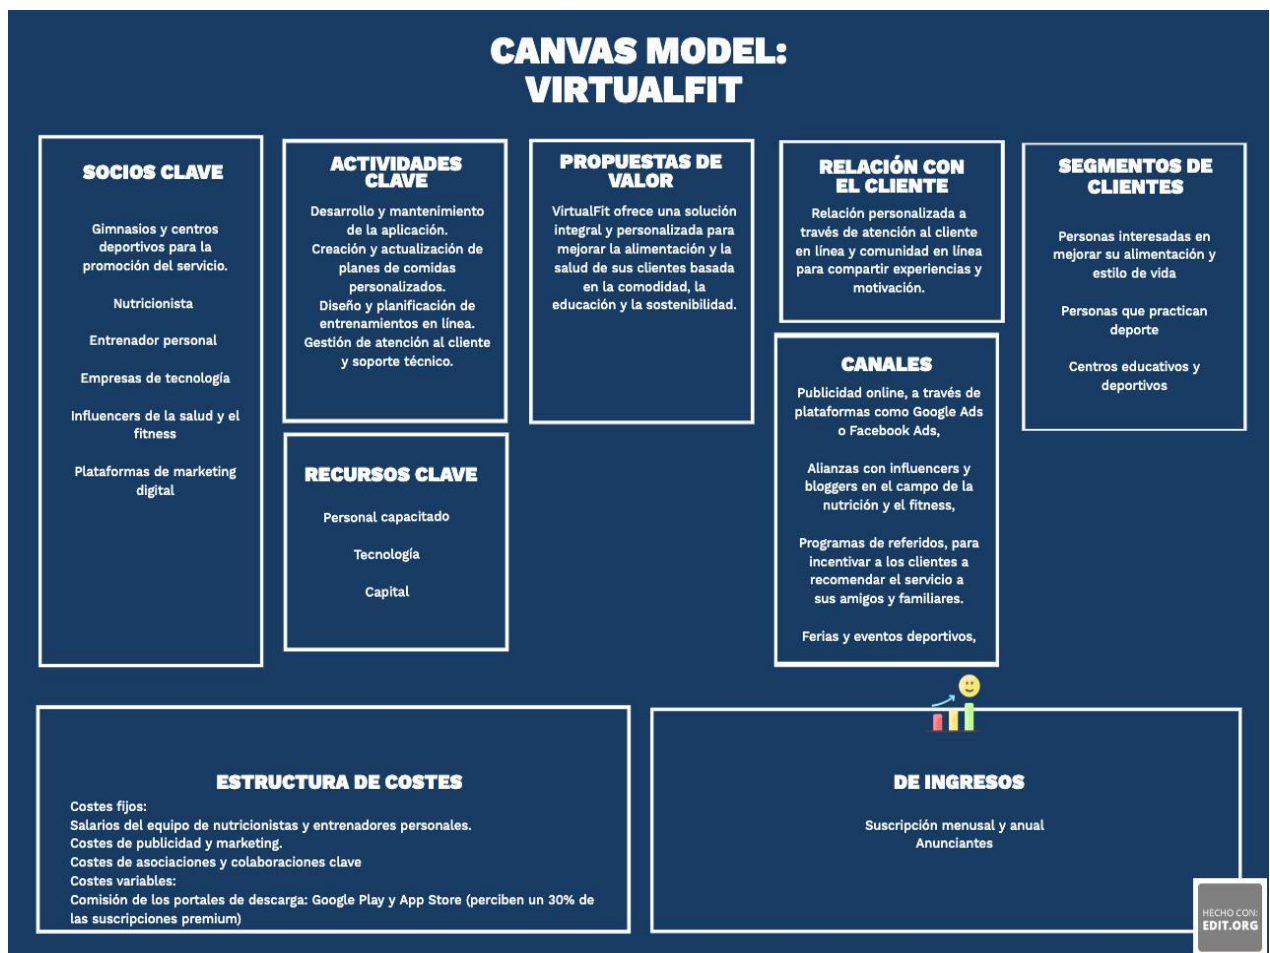 CANVAS MODEL:
VIRTUALFIT
SOCIOS CLAVE
Gimnasios y centros
deportivos para la
promoción del servicio.
Nutricionista
Entrenador personal
Empresas de tecnología
Influencers de la salud y el
fitness
Plataformas de marketing
digital
ACTIVIDADES
CLAVE
Desarrollo y mantenimiento
de la aplicación.
Creación y actualización de
planes de comidas
personalizados.
Diseño y planificación de
entrenamientos en línea.
Gestión de atención al cliente
y soporte técnico.
RECURSOS CLAVE
Personal capacitado
Tecnología
Capital
PROPUESTAS DE
VALOR
VirtualFit ofrece una solución
integral y personalizada para
mejorar la alimentación y la
salud de sus clientes basada
en la comodidad, la
educación y la sostenibilidad.
RELACIÓN CON
EL CLIENTE
Relación personalizada a
través de atención al cliente
en línea y comunidad en línea
para compartir experiencias y
motivación.
CANALES
Publicidad online, a través de
plataformas como Google Ads
o Facebook Ads,
Alianzas con influencers y
bloggers en el campo de la
nutrición y el fitness,
Programas de referidos, para
incentivar a los clientes a
recomendar el servicio a
sus amigos y familiares.
Ferias y eventos deportivos,
SEGMENTOS DE
CLIENTES
Personas interesadas en
mejorar su alimentación y
estilo de vida
Personas que practican
deporte
Centros educativos y
deportivos
ESTRUCTURA DE COSTES
Costes fijos:
Salarios del equipo de nutricionistas y entrenadores personales.
Costes de publicidad y marketing.
Costes de asociaciones y colaboraciones clave
Costes variables:
Comisión de los portales de descarga: Google Play y App Store (perciben un 30% de
las suscripciones premium)
DE INGRESOS
Suscripción menusal y anual
Anunciantes
HECHO CON:
EDIT.ORG